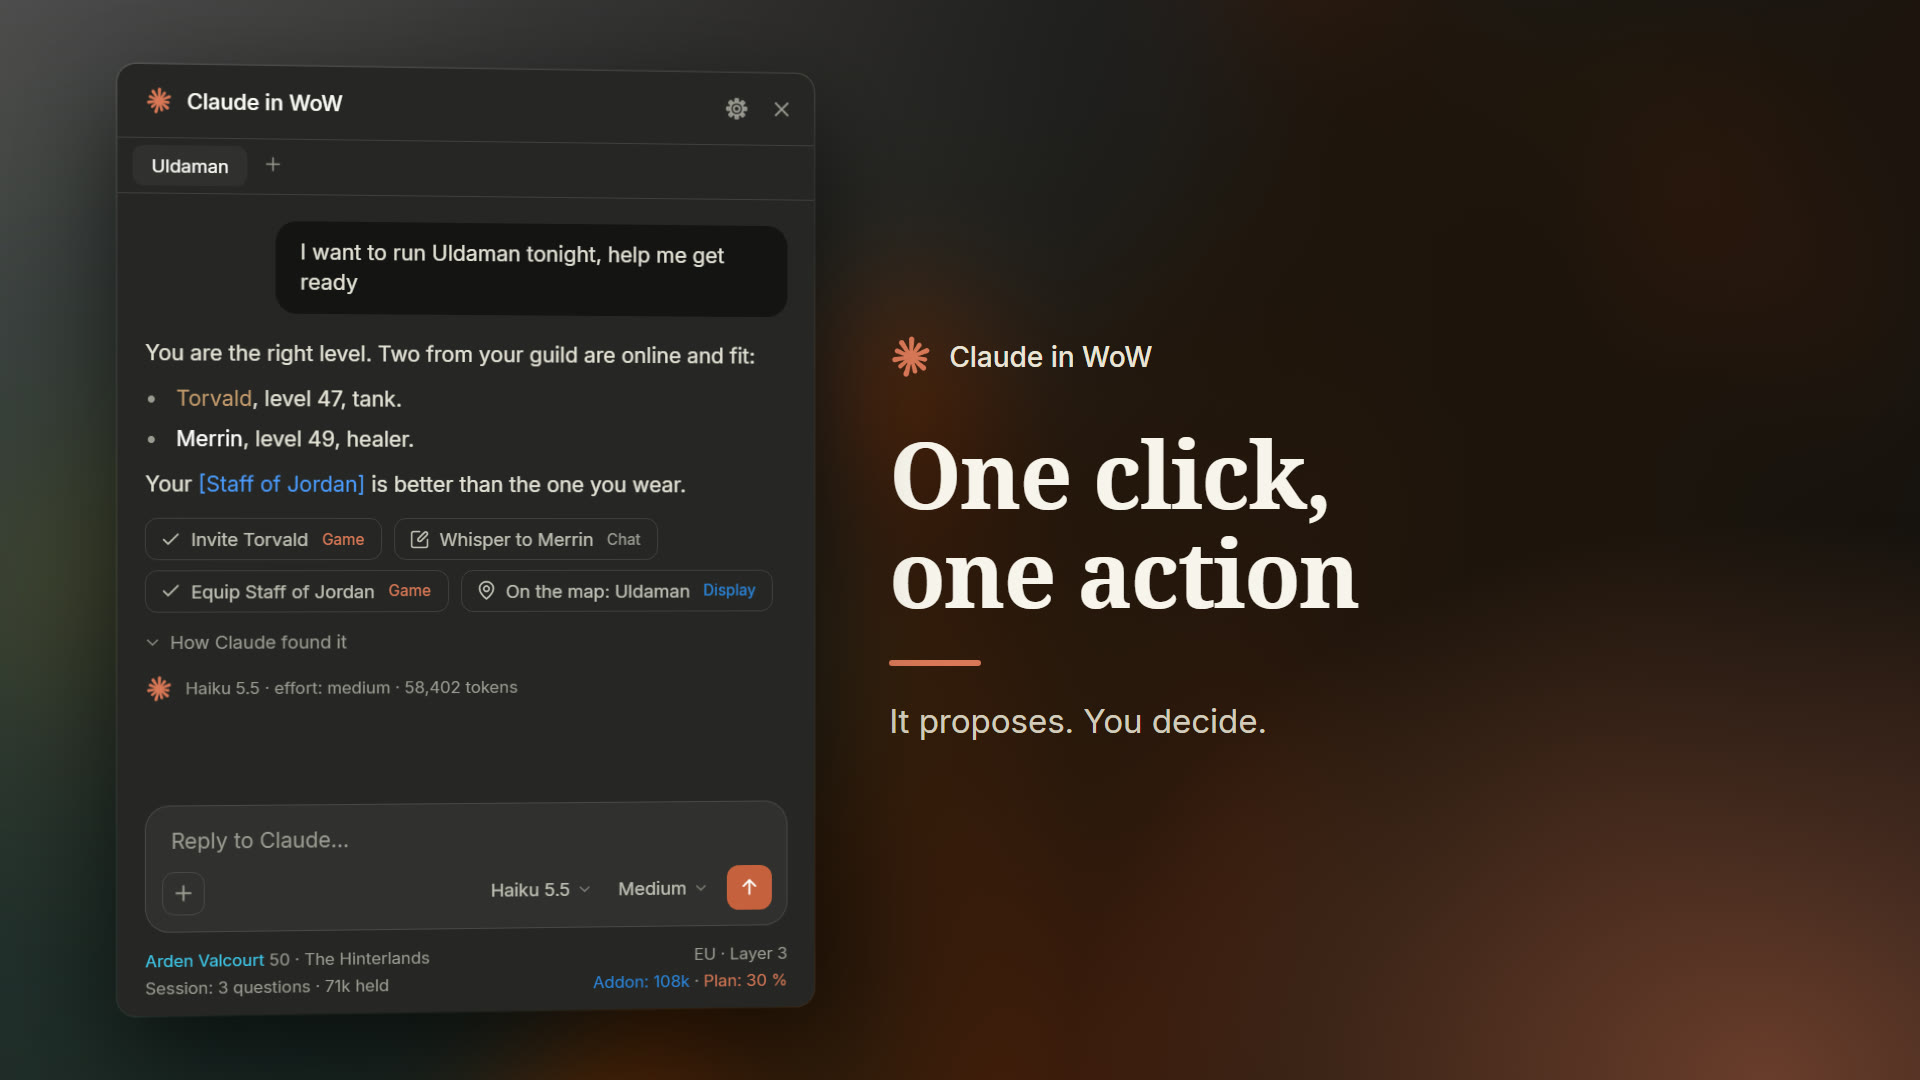 Claude in WoW
Uldaman
I want to run Uldaman tonight, help me get
ready
You are the right level. Two from your guild are online and fit:
• Torvald, level 47, tank.
• Merrin, level 49, healer.
Your [Staff of Jordan] is better than the one you wear.
Invite Torvald Game
Whisper to Merrin Chat
Equip Staff of Jordan Game
On the map: Uldaman Display
How Claude found it
Haiku 5.5 · effort: medium · 58,402 tokens
Reply to Claude...
Haiku 5.5
Medium
Arden Valcourt 50 · The Hinterlands
EU · Layer 3
Session: 3 questions · 71k held
Addon: 108k · Plan: 30 %
Claude in WoW
One click,
one action
It proposes. You decide.